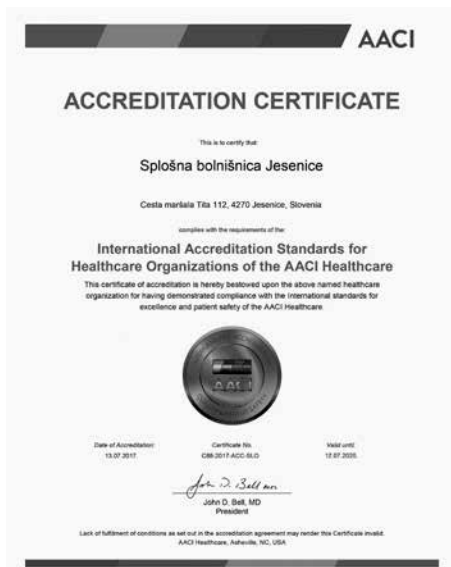 AACI
ACCREDITATION CERTIFICATE
This is to certify that
Splošna bolnišnica Jesenice
Cesta maršala Tita 112, 4270 Jesenice, Slovenia
complies with the requirements of the:
International Accreditation Standards for
Healthcare Organizations of the AACI Healthcare
This certificate of accreditation is hereby bestowed upon the above named healthcare
organization for having demonstrated compliance with the International standards for
excellence and patient safety of the AACI Healthcare
AACI
Date of Accreditation:
Certificate No.
Valid until:
13.07.2017.
C88-2017-ACC-SLO
12.07.2020.
John D. Bell MD
John D. Bell, MD
President
Lack of fulfilment of conditions as set out in the accreditation agreement may render this Certificate invalid.
AACI Healthcare, Asheville, NC, USA